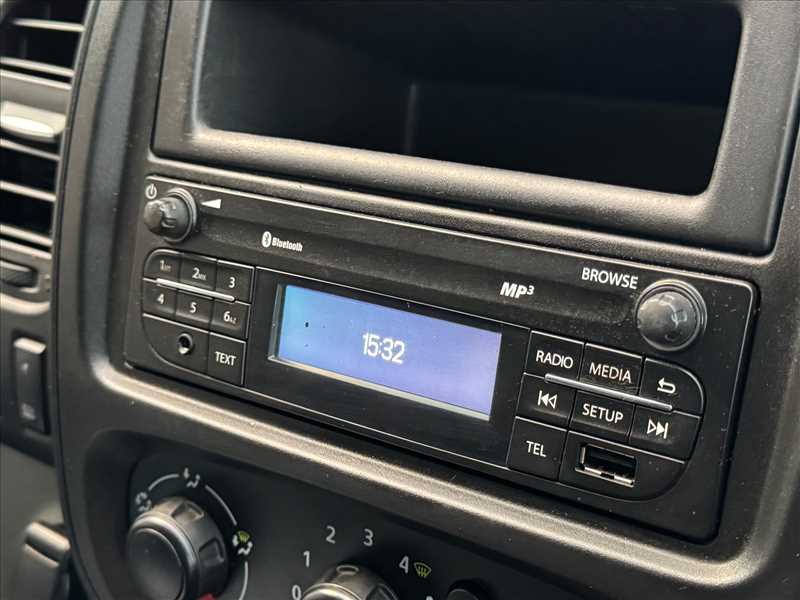 Bluetooth
MP3
BROWSE
1
2
3
4
5
6
TEXT
15:32
RADIO
MEDIA
SETUP
TEL
0
1
2
3
4